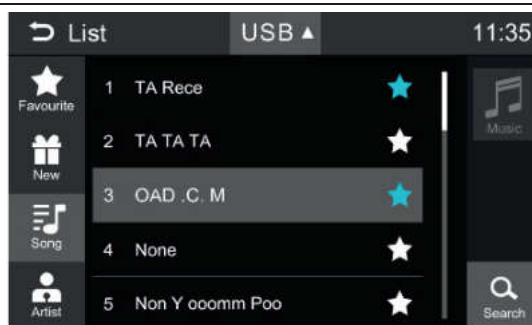 List USB 11:35
Favourite
New
Song
Artist
1 TA Rece
2 TA TA TA
3 OAD .C. M
4 None
5 Non Y ooomm Poo
Music
Search